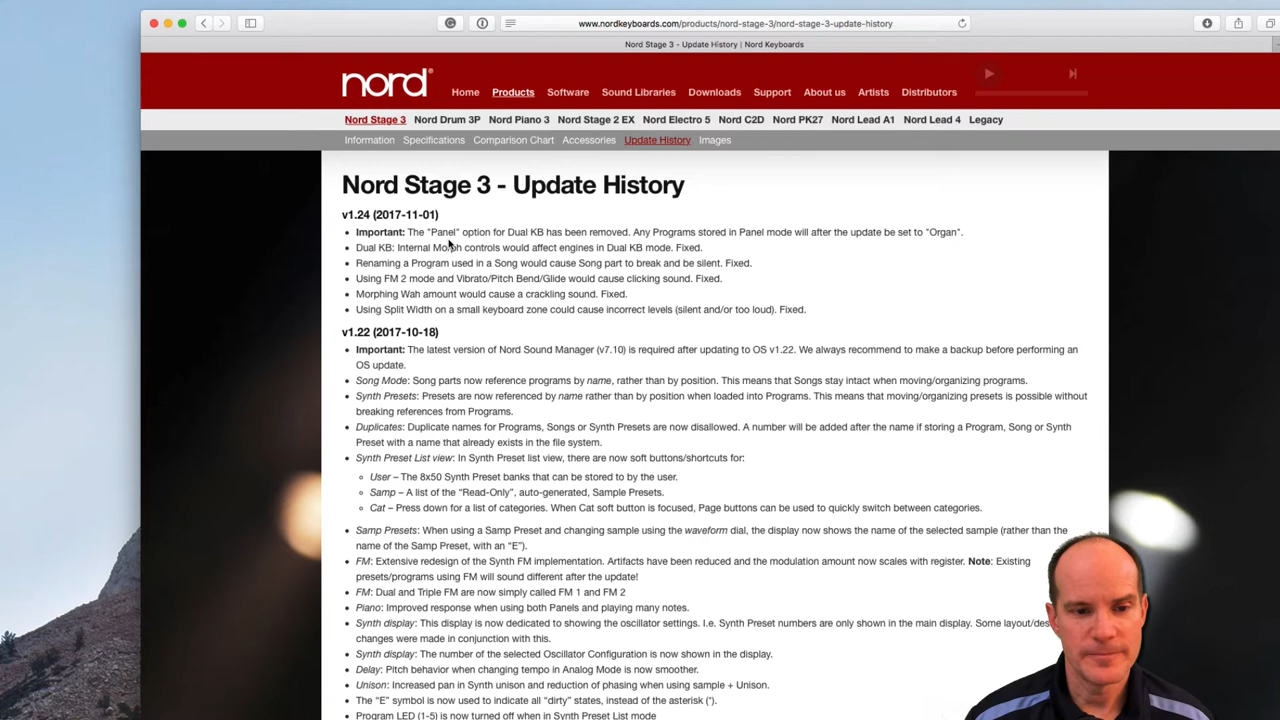 www.nordkeyboards.com/products/nord-stage-3/nord-stage-3-update-history
Nord Stage 3 - Update History | Nord Keyboards
nord
Home Products Software Sound Libraries Downloads Support About us Artists Distributors
Nord Stage 3 Nord Drum 3P Nord Piano 3 Nord Stage 2 EX Nord Electro 5 Nord C2D Nord PK27 Nord Lead A1 Nord Lead 4 Legacy
Information Specifications Comparison Chart Accessories Update History Images
Nord Stage 3 - Update History
v1.24 (2017-11-01)
• Important: The "Panel" option for Dual KB has been removed. Any Programs stored in Panel mode will after the update be set to "Organ".
• Dual KB: Internal Morph controls would affect engines in Dual KB mode. Fixed.
• Renaming a Program used in a Song would cause Song part to break and be silent. Fixed.
• Using FM 2 mode and Vibrato/Pitch Bend/Glide would cause clicking sound. Fixed.
• Morphing Wah amount would cause a crackling sound. Fixed.
• Using Split Width on a small keyboard zone could cause incorrect levels (silent and/or too loud). Fixed.
v1.22 (2017-10-18)
• Important: The latest version of Nord Sound Manager (v7.10) is required after updating to OS v1.22. We always recommend to make a backup before performing an
OS update.
• Song Mode: Song parts now reference programs by name, rather than by position. This means that Songs stay intact when moving/organizing programs.
• Synth Presets: Presets are now referenced by name rather than by position when loaded into Programs. This means that moving/organizing presets is possible without
breaking references from Programs.
• Duplicates: Duplicate names for Programs, Songs or Synth Presets are now disallowed. A number will be added after the name if storing a Program, Song or Synth
Preset with a name that already exists in the file system.
• Synth Preset List view: In Synth Preset list view, there are now soft buttons/shortcuts for:
◦ User – The 8x50 Synth Preset banks that can be stored to by the user.
◦ Samp – A list of the "Read-Only", auto-generated, Sample Presets.
◦ Cat – Press down for a list of categories. When Cat soft button is focused, Page buttons can be used to quickly switch between categories.
• Samp Presets: When using a Samp Preset and changing sample using the waveform dial, the display now shows the name of the selected sample (rather than the
name of the Samp Preset, with an "E").
• FM: Extensive redesign of the Synth FM implementation. Artifacts have been reduced and the modulation amount now scales with register. Note: Existing
presets/programs using FM will sound different after the update!
• FM: Dual and Triple FM are now simply called FM 1 and FM 2
• Piano: Improved response when using both Panels and playing many notes.
• Synth display: This display is now dedicated to showing the oscillator settings. I.e. Synth Preset numbers are only shown in the main display. Some
changes were made in conjunction with this.
• Synth display: The number of the selected Oscillator Configuration is now shown in the display.
• Delay: Pitch behavior when changing tempo in Analog Mode is now smoother.
• Unison: Increased pan in Synth unison and reduction of phasing when using sample + Unison.
• The "E" symbol is now used to indicate all "dirty" states, instead of the asterisk (*).
• Program LED (1-5) is now turned off when in Synth Preset List mode